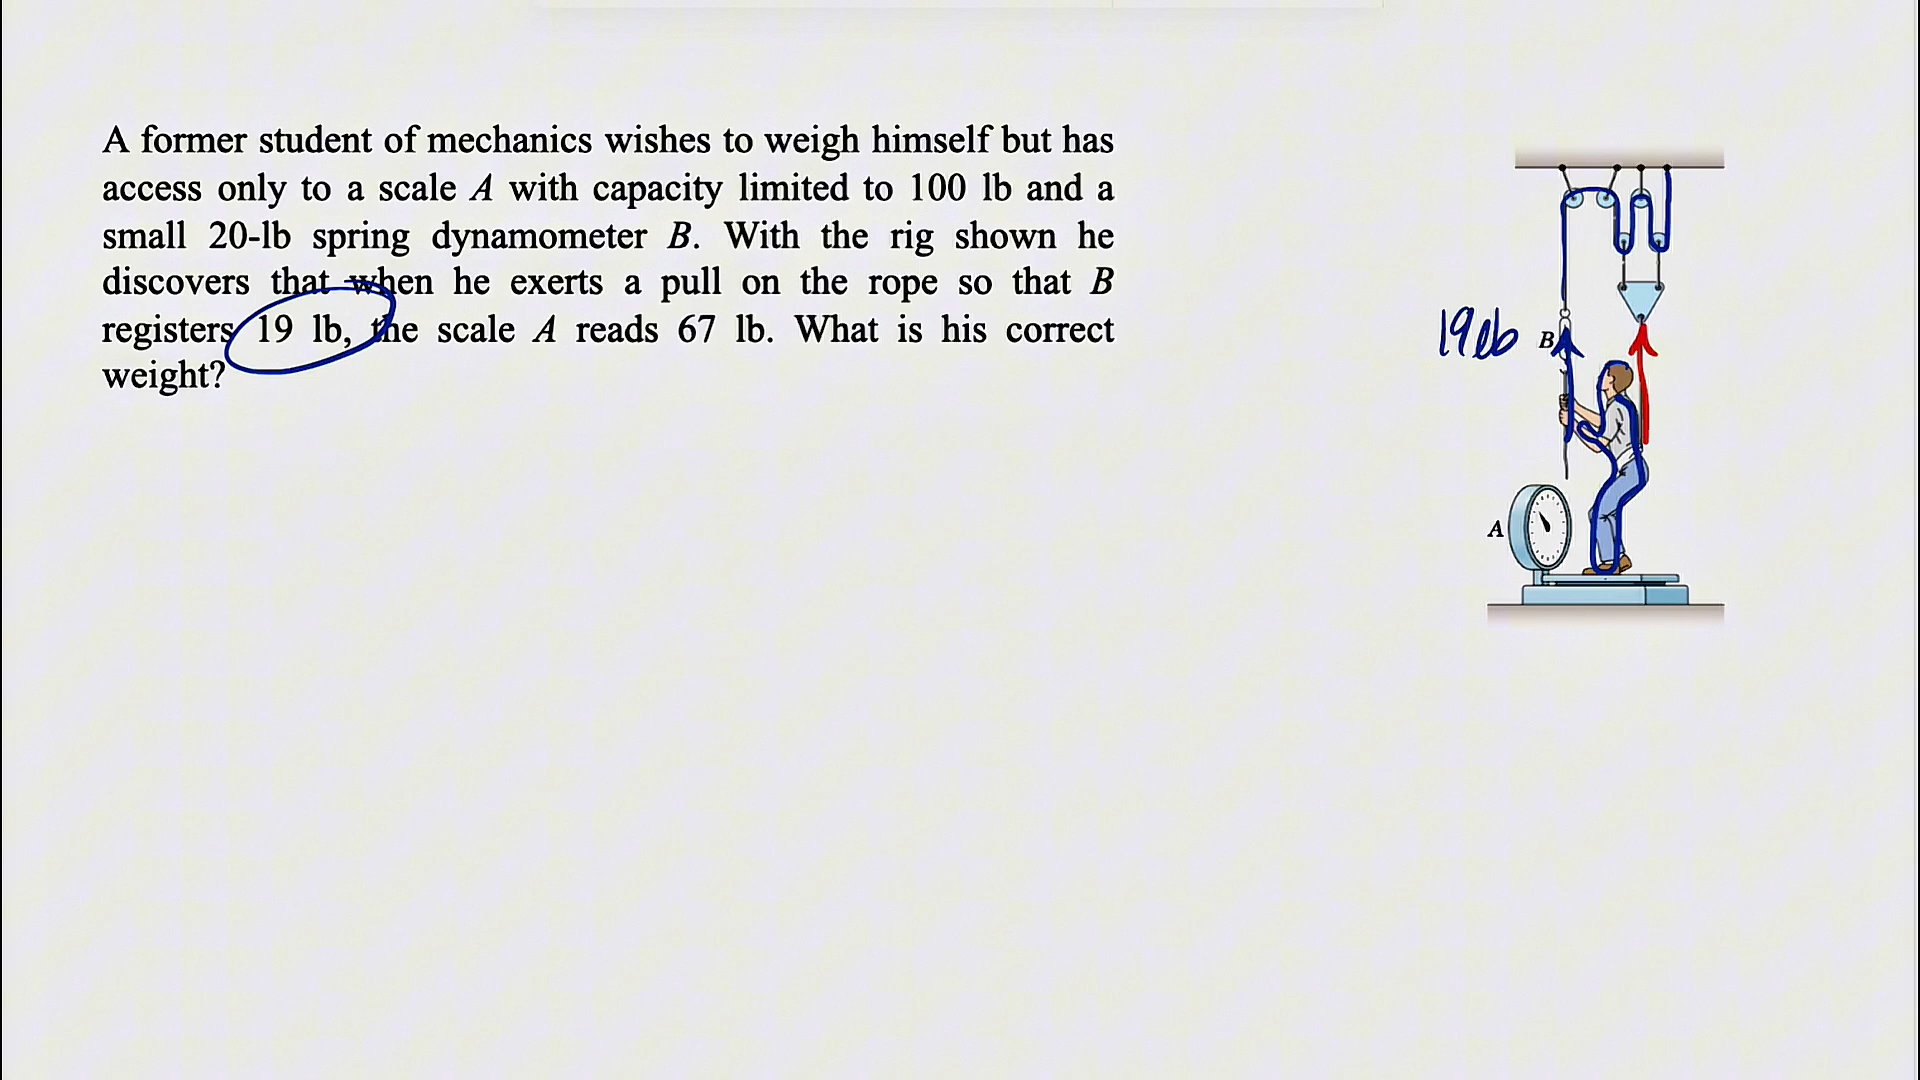 A former student of mechanics wishes to weigh himself but has
access only to a scale A with capacity limited to 100 lb and a
small 20-lb spring dynamometer B. With the rig shown he
discovers that when he exerts a pull on the rope so that B
registers 19 lb, the scale A reads 67 lb. What is his correct
weight?
19lb
B
A